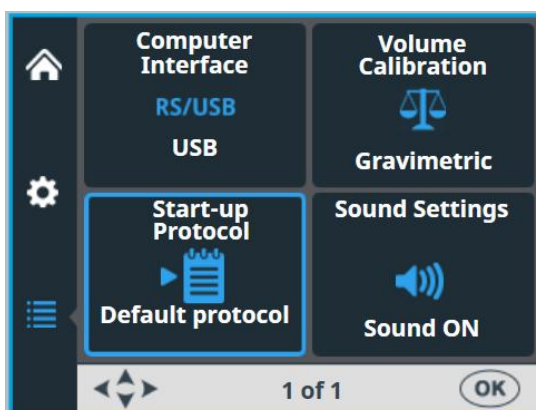 Computer
Interface
RS/USB
USB
Volume
Calibration
Gravimetric
Start-up
Protocol
Default protocol
Sound Settings
Sound ON
1 of 1
OK